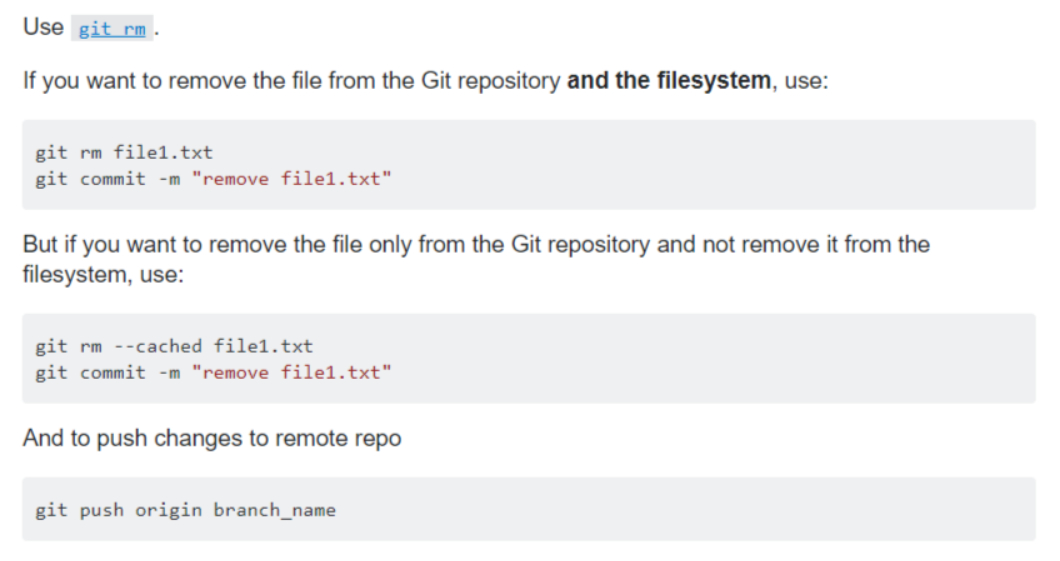 Use git rm.
If you want to remove the file from the Git repository and the filesystem, use:
git rm file1.txt
git commit -m "remove file1.txt"
But if you want to remove the file only from the Git repository and not remove it from the
filesystem, use:
git rm --cached file1.txt
git commit -m "remove file1.txt"
And to push changes to remote repo
git push origin branch_name